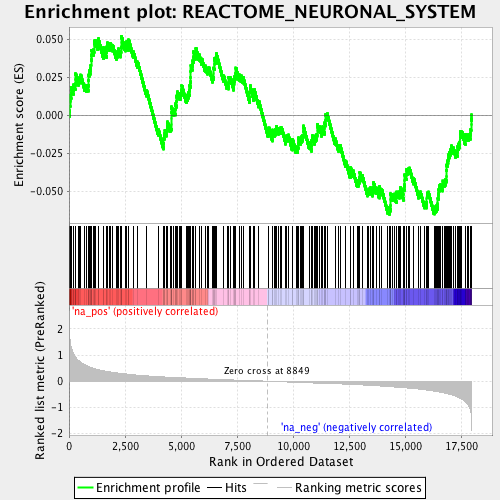 Enrichment plot: REACTOME_NEURONAL_SYSTEM
Enrichment score (ES)
0.050
0.025
0.000
-0.025
-0.050
'na_pos' (positively correlated)
Zero cross at 8849
'na_neg' (negatively correlated)
Ranked list metric (PreRanked)
2
1
0
-1
-2
0
2,500
5,000
7,500
10,000
12,500
15,000
17,500
Rank in Ordered Dataset
Enrichment profile
Hits
Ranking metric scores